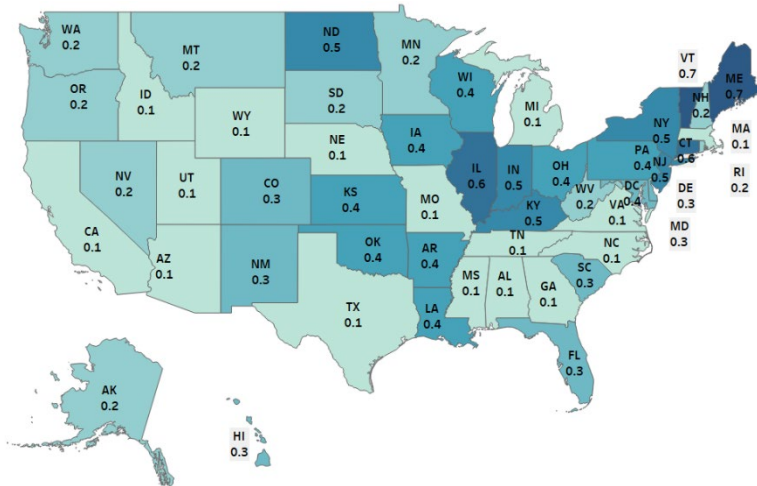 WA
0.2
MT
0.2
ND
0.5
MN
0.2
OR
0.2
ID
0.1
WY
0.1
SD
0.2
WI
0.4
MI
0.1
VT
0.7
NH
0.2
ME
0.7
NY
0.5
MA
0.1
CT
0.6
RI
0.2
NV
0.2
UT
0.1
CO
0.3
NE
0.1
IA
0.4
IL
0.6
IN
0.5
OH
0.4
PA
0.4
NJ
0.5
CA
0.1
AZ
0.1
NM
0.3
KS
0.4
MO
0.1
KY
0.5
WV
0.2
VA
0.1
DC
0.4
DE
0.3
MD
0.3
OK
0.4
AR
0.4
TN
0.1
NC
0.1
SC
0.3
TX
0.1
LA
0.4
MS
0.1
AL
0.1
GA
0.1
FL
0.3
AK
0.2
HI
0.3